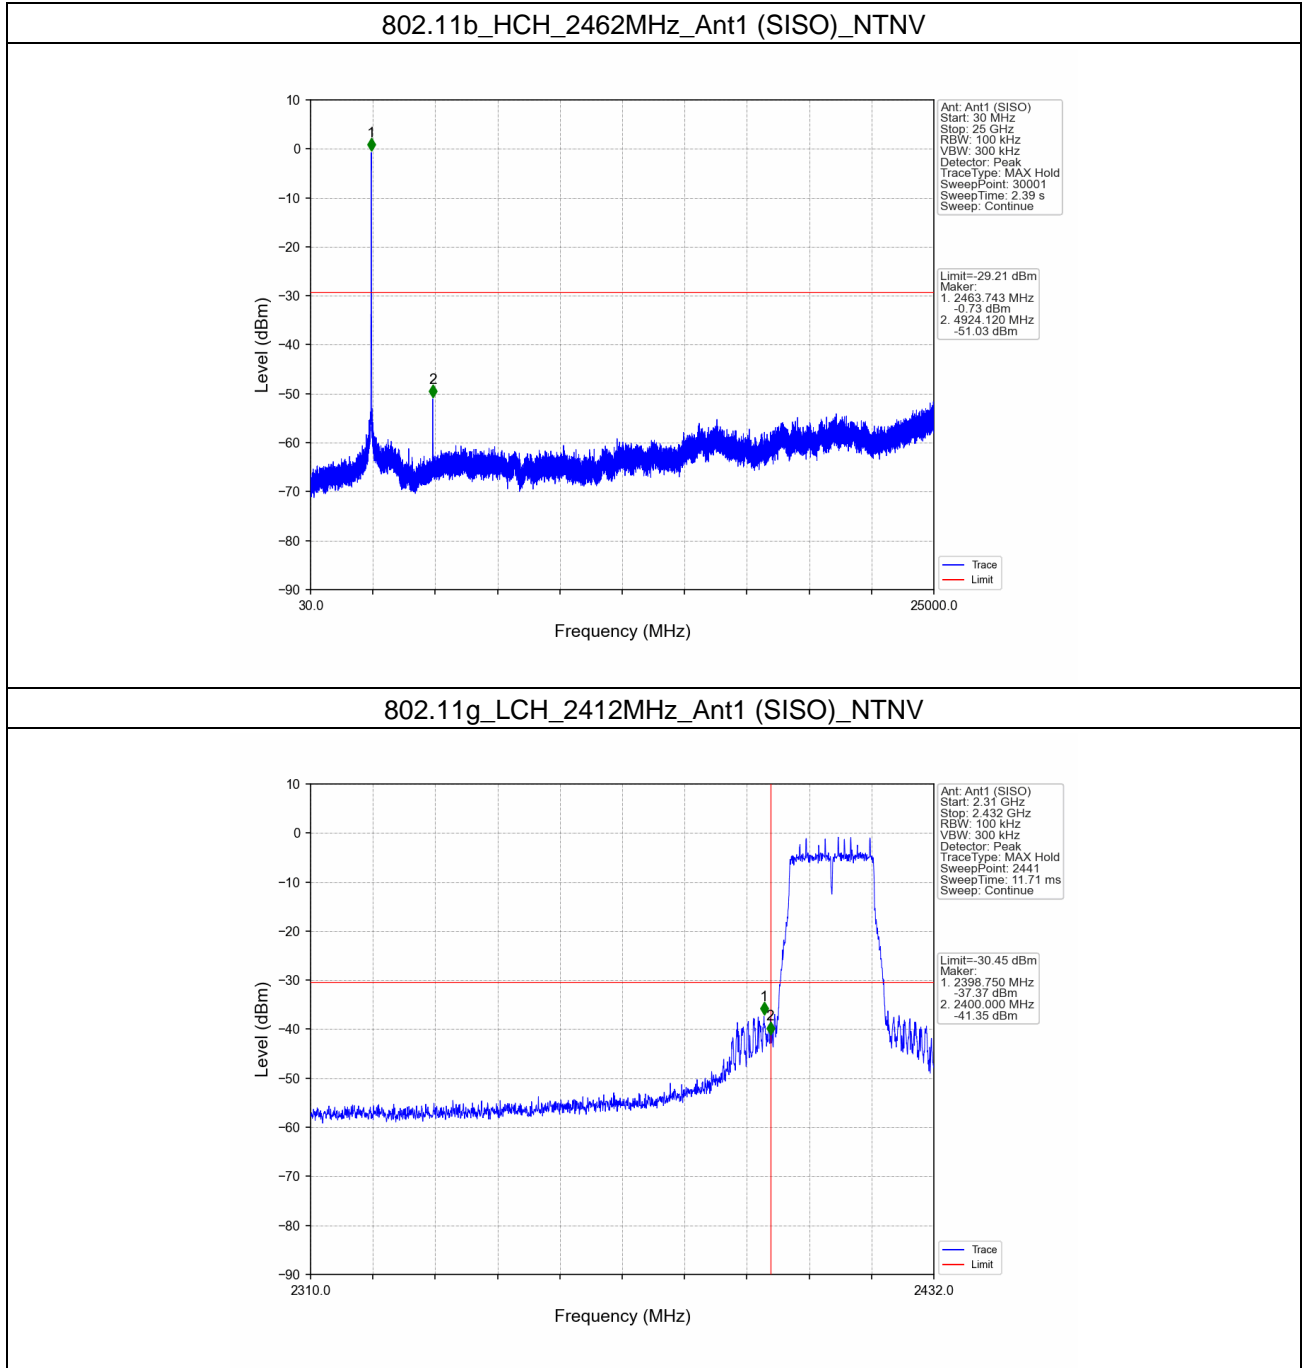 802.11b_HCH_2462MHz_Ant1 (SISO)_NTNV
10
0
−10
−20
−30
−40
−50
−60
−70
−80
−90
Level (dBm)
1
2
30.0
25000.0
Frequency (MHz)
Ant: Ant1 (SISO)
Start: 30 MHz
Stop: 25 GHz
RBW: 100 kHz
VBW: 300 kHz
Detector: Peak
TraceType: MAX Hold
SweepPoint: 30001
SweepTime: 2.39 s
Sweep: Continue
Limit=-29.21 dBm
Maker:
1. 2463.743 MHz
-0.73 dBm
2. 4924.120 MHz
-51.03 dBm
Trace
Limit
802.11g_LCH_2412MHz_Ant1 (SISO)_NTNV
10
0
−10
−20
−30
−40
−50
−60
−70
−80
−90
Level (dBm)
1
2
2310.0
2432.0
Frequency (MHz)
Ant: Ant1 (SISO)
Start: 2.31 GHz
Stop: 2.432 GHz
RBW: 100 kHz
VBW: 300 kHz
Detector: Peak
TraceType: MAX Hold
SweepPoint: 2441
SweepTime: 11.71 ms
Sweep: Continue
Limit=-30.45 dBm
Maker:
1. 2398.750 MHz
-37.37 dBm
2. 2400.000 MHz
-41.35 dBm
Trace
Limit